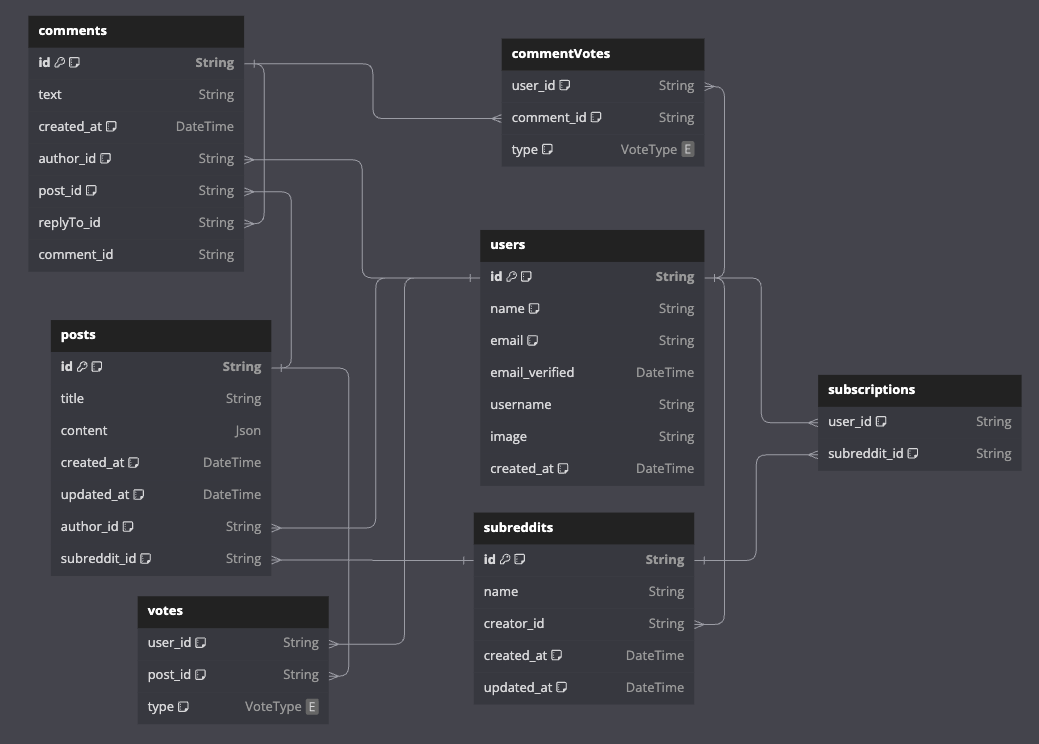 comments
id String
text String
created_at DateTime
author_id String
post_id String
replyTo_id String
comment_id String
commentVotes
user_id String
comment_id String
type VoteType E
users
id String
name String
email String
email_verified DateTime
username String
image String
created_at DateTime
posts
id String
title String
content Json
created_at DateTime
updated_at DateTime
author_id String
subreddit_id String
subscriptions
user_id String
subreddit_id String
subreddits
id String
name String
creator_id String
created_at DateTime
updated_at DateTime
votes
user_id String
post_id String
type VoteType E